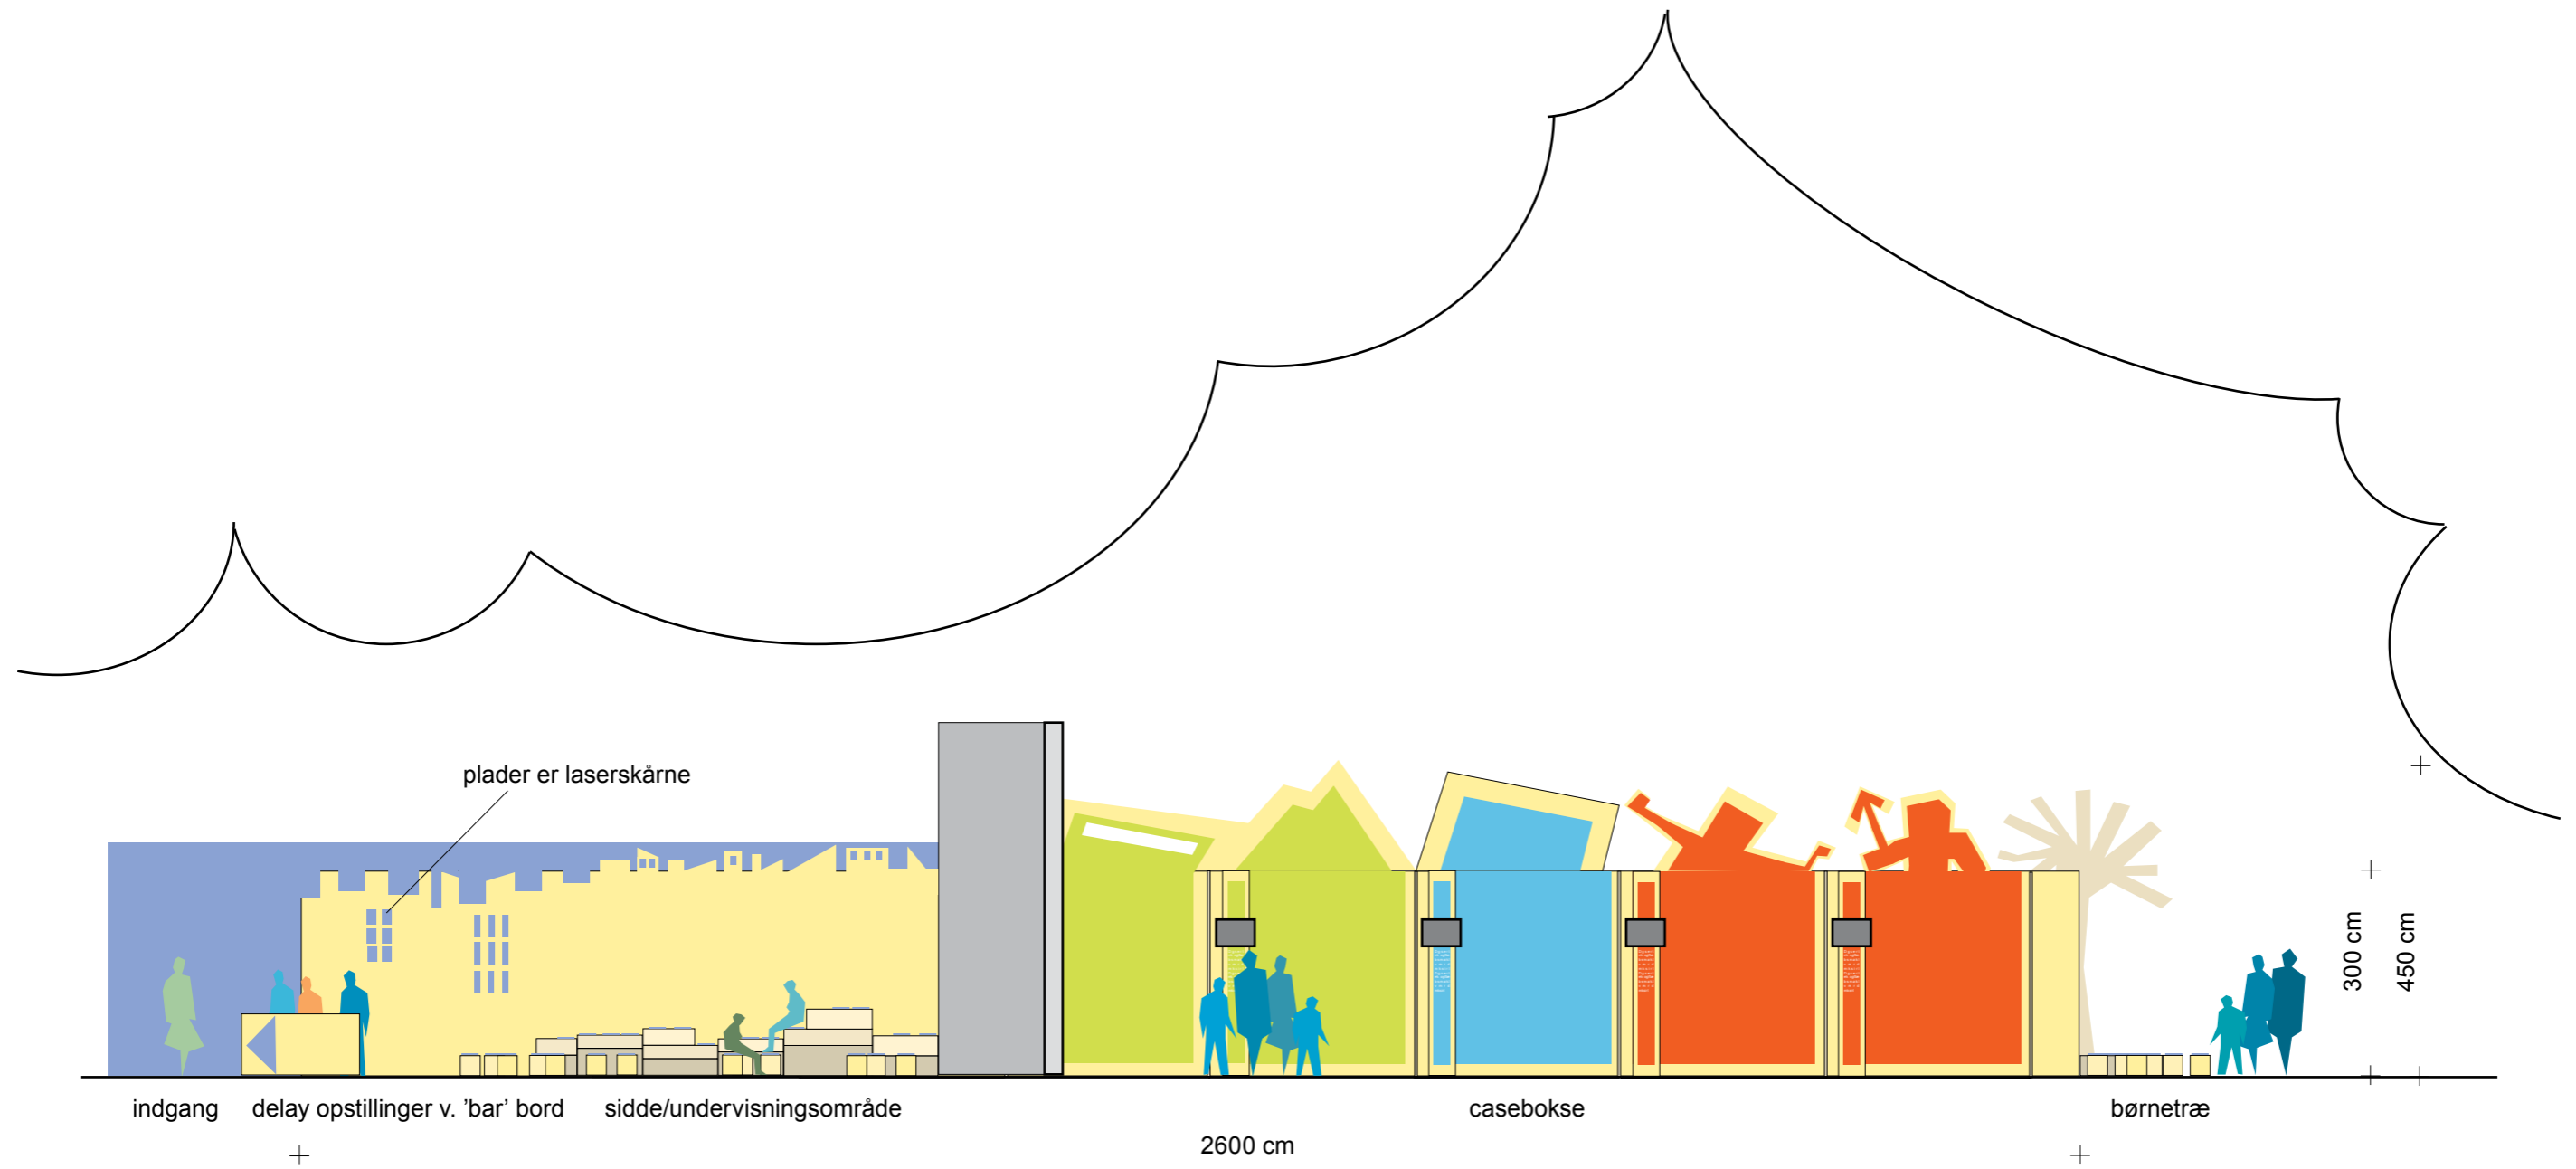 plader er laserskårne
300 cm
450 cm
indgang
delay opstillinger v. 'bar' bord
sidde/undervisningsområde
casebokse
børnetræ
2600 cm